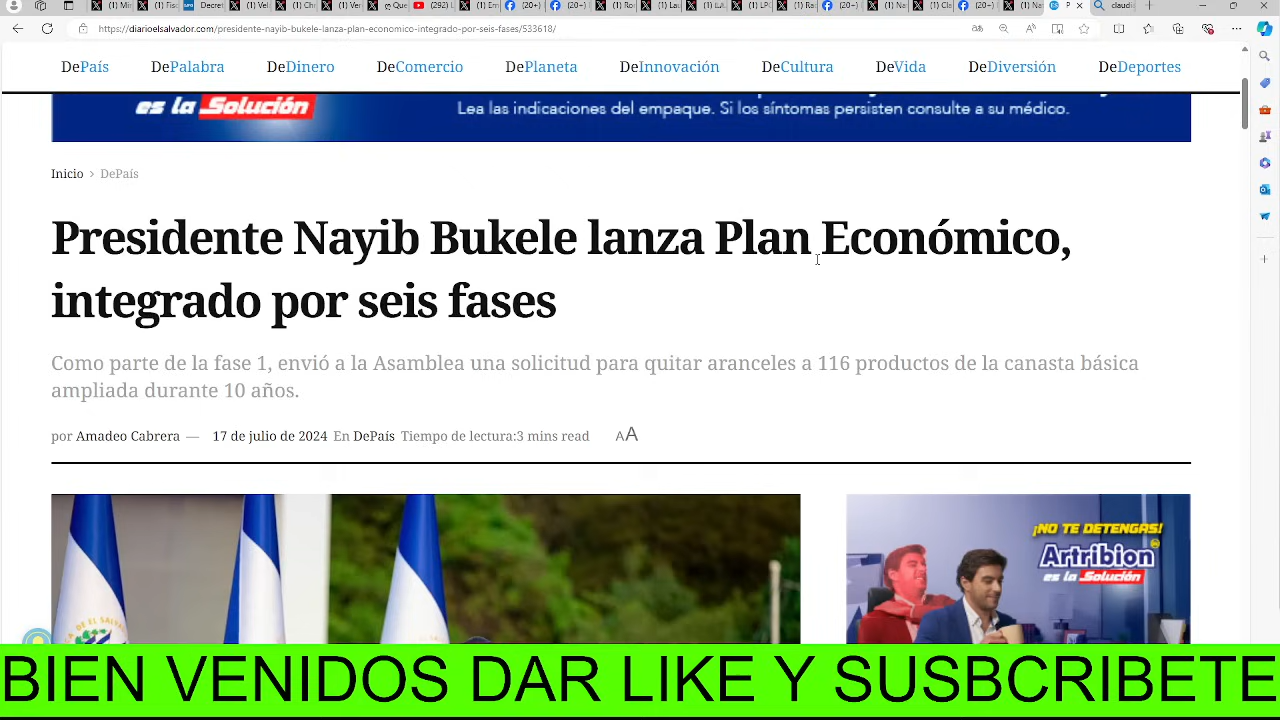 https://diarioelsalvador.com/presidente-nayib-bukele-lanza-plan-economico-integrado-por-seis-fases/533618/
DePaís DePalabra DeDinero DeComercio DePlaneta DeInnovación DeCultura DeVida DeDiversión DeDeportes
es la Solución
Lea las indicaciones del empaque. Si los síntomas persisten consulte a su médico.
Inicio > DePaís
Presidente Nayib Bukele lanza Plan Económico,
integrado por seis fases
Como parte de la fase 1, envió a la Asamblea una solicitud para quitar aranceles a 116 productos de la canasta básica
ampliada durante 10 años.
por Amadeo Cabrera — 17 de julio de 2024 En DePaís Tiempo de lectura:3 mins read AA
¡NO TE DETENGAS!
Artribion
es la Solución
BIEN VENIDOS DAR LIKE Y SUSBCRIBETE